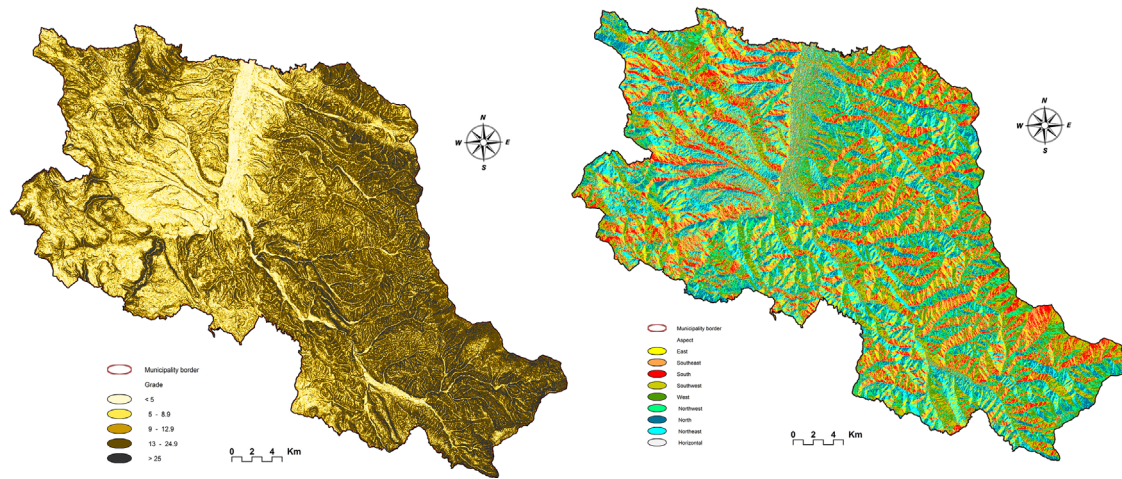 N
W E
S
Municipality border
Grade
< 5
5 - 8.9
9 - 12.9
13 - 24.9
> 25
0 2 4 Km
N
W E
S
Municipality border
Aspect
East
Southeast
South
Southwest
West
Northwest
North
Northeast
Horizontal
0 2 4 Km